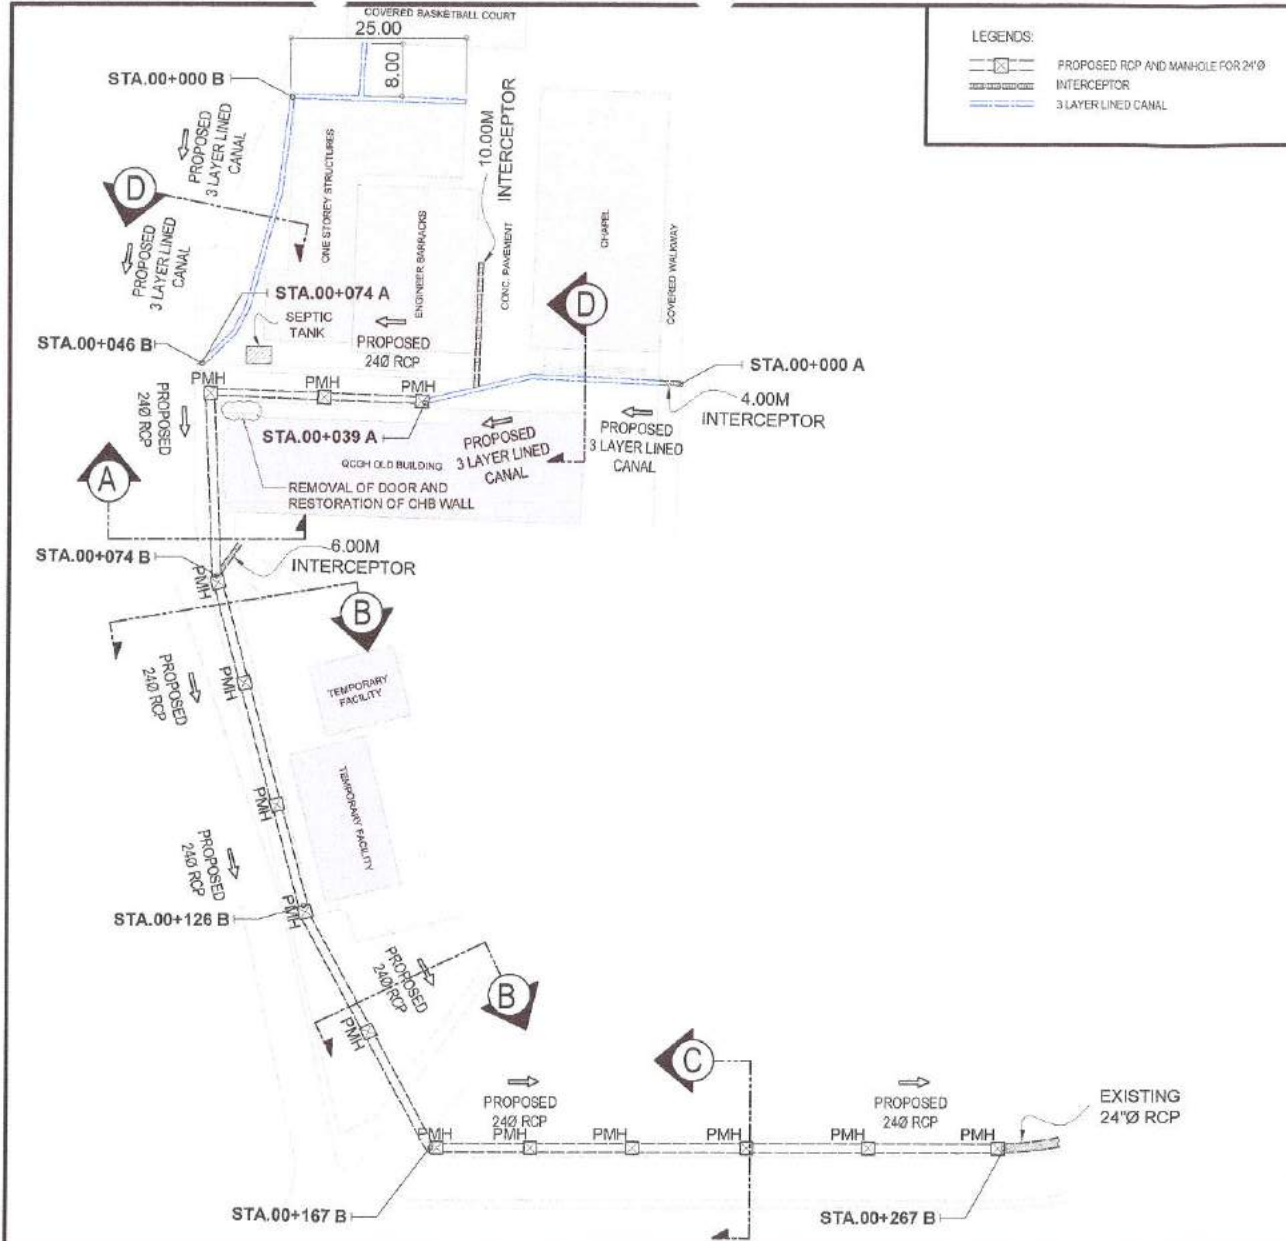 COVERED BASKETBALL COURT
25.00
8.00
LEGENDS:
PROPOSED RCP AND MANHOLE FOR 24"Ø
INTERCEPTOR
3 LAYER LINED CANAL
STA.00+000 B
PROPOSED
3 LAYER LINED
CANAL
D
PROPOSED
3 LAYER LINED
CANAL
ONE STOREY STRUCTURES
ENGINEER BARRACKS
10.00M
INTERCEPTOR
CONC. PAVEMENT
CHAPEL
COVERED WALKWAY
D
STA.00+074 A
SEPTIC
TANK
PROPOSED
24Ø RCP
STA.00+046 B
STA.00+000 A
4.00M
INTERCEPTOR
PMH
PMH
PMH
PROPOSED
24Ø RCP
STA.00+039 A
PROPOSED
3 LAYER LINED
CANAL
PROPOSED
3 LAYER LINED
CANAL
QCGH OLD BUILDING
A
REMOVAL OF DOOR AND
RESTORATION OF CHB WALL
STA.00+074 B
6.00M
INTERCEPTOR
PMH
B
PROPOSED
24Ø RCP
PMH
TEMPORARY
FACILITY
PMH
TEMPORARY FACILITY
PROPOSED
24Ø RCP
PMH
STA.00+126 B
PROPOSED
24Ø RCP
B
PMH
C
PROPOSED
24Ø RCP
PROPOSED
24Ø RCP
EXISTING
24"Ø RCP
PMH
PMH
PMH
PMH
PMH
PMH
STA.00+167 B
STA.00+267 B